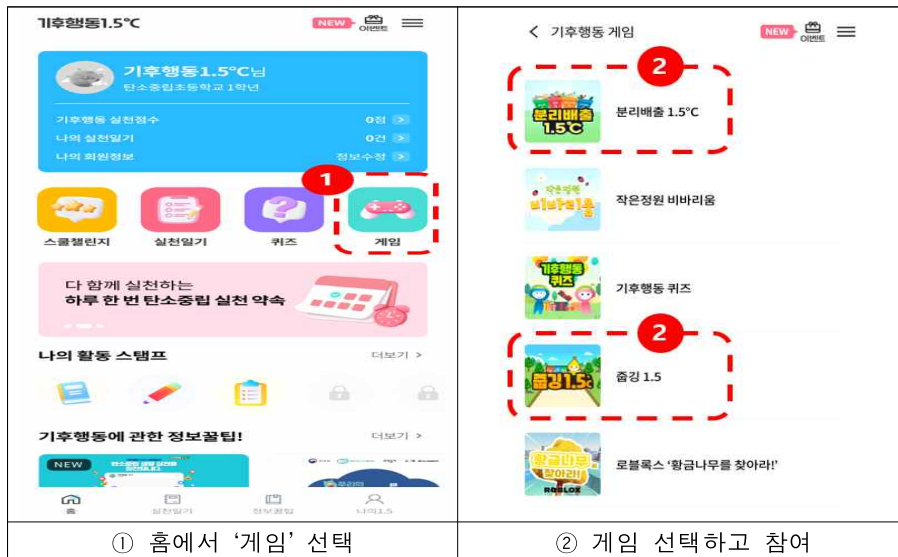 기후행동1.5℃
NEW
이벤트
기후행동1.5℃님
탄소중립초등학교 1학년
기후행동 실천점수 0점 >
나의 실천일기 0건 >
나의 회원정보 정보수정 >
1
스쿨챌린지 실천일기 퀴즈 게임
다 함께 실천하는
하루 한 번 탄소중립 실천 약속
나의 활동 스탬프 더보기 >
기후행동에 관한 정보꿀팁! 더보기 >
NEW
홈 실천일기 정보꿀팁 나의1.5
① 홈에서 ‘게임’ 선택
< 기후행동 게임
NEW
이벤트
2
분리배출
1.5℃
분리배출 1.5℃
작은정원
비바리움
작은정원 비바리움
기후행동
퀴즈
기후행동 퀴즈
2
줍깅1.5℃
줍깅 1.5
황금나무를
찾아라!
ROBLOX
로블록스 ‘황금나무를 찾아라!’
② 게임 선택하고 참여